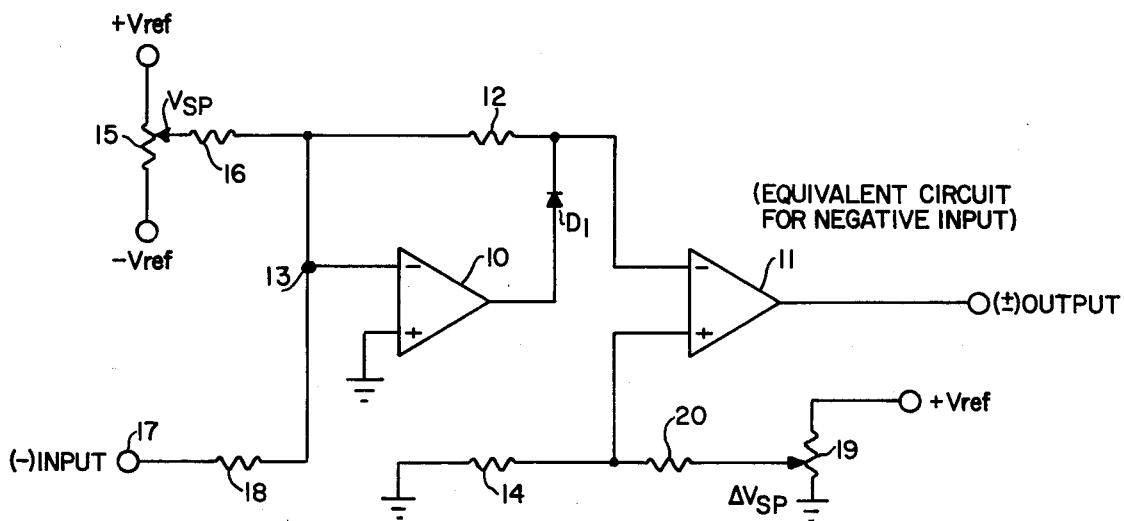 +Vref
VSP
15
16
12
-Vref
13
10
D1
(EQUIVALENT CIRCUIT
FOR NEGATIVE INPUT)
11
(±)OUTPUT
+Vref
(-)INPUT
17
18
14
20
19
ΔVSP